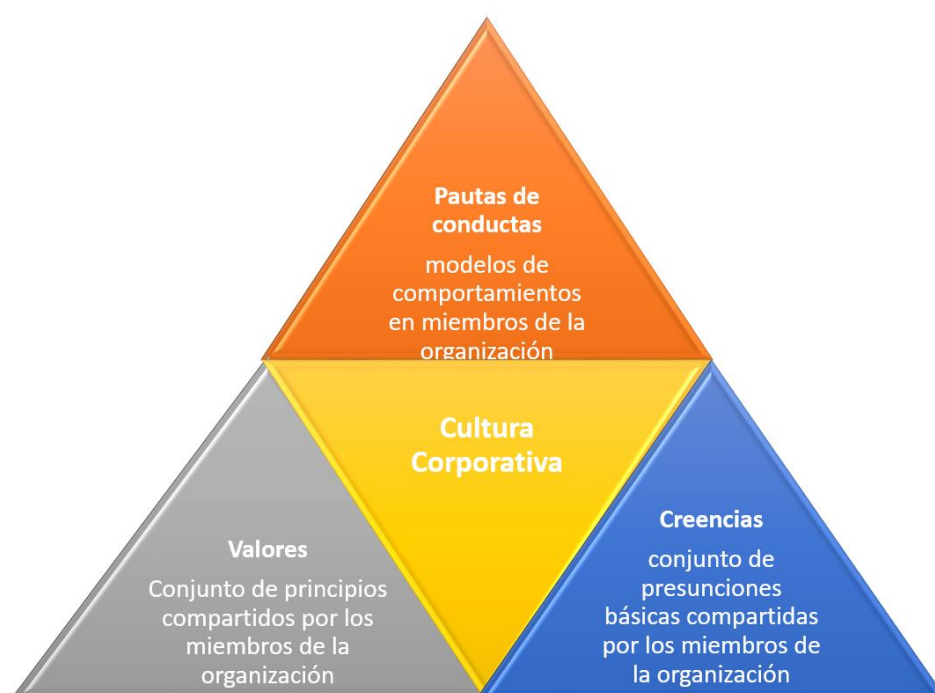 Pautas de
conductas
modelos de
comportamientos
en miembros de la
organización
Cultura
Corporativa
Valores
Conjunto de principios
compartidos por los
miembros de la
organización
Creencias
conjunto de
presunciones
básicas compartidas
por los miembros de
la organización